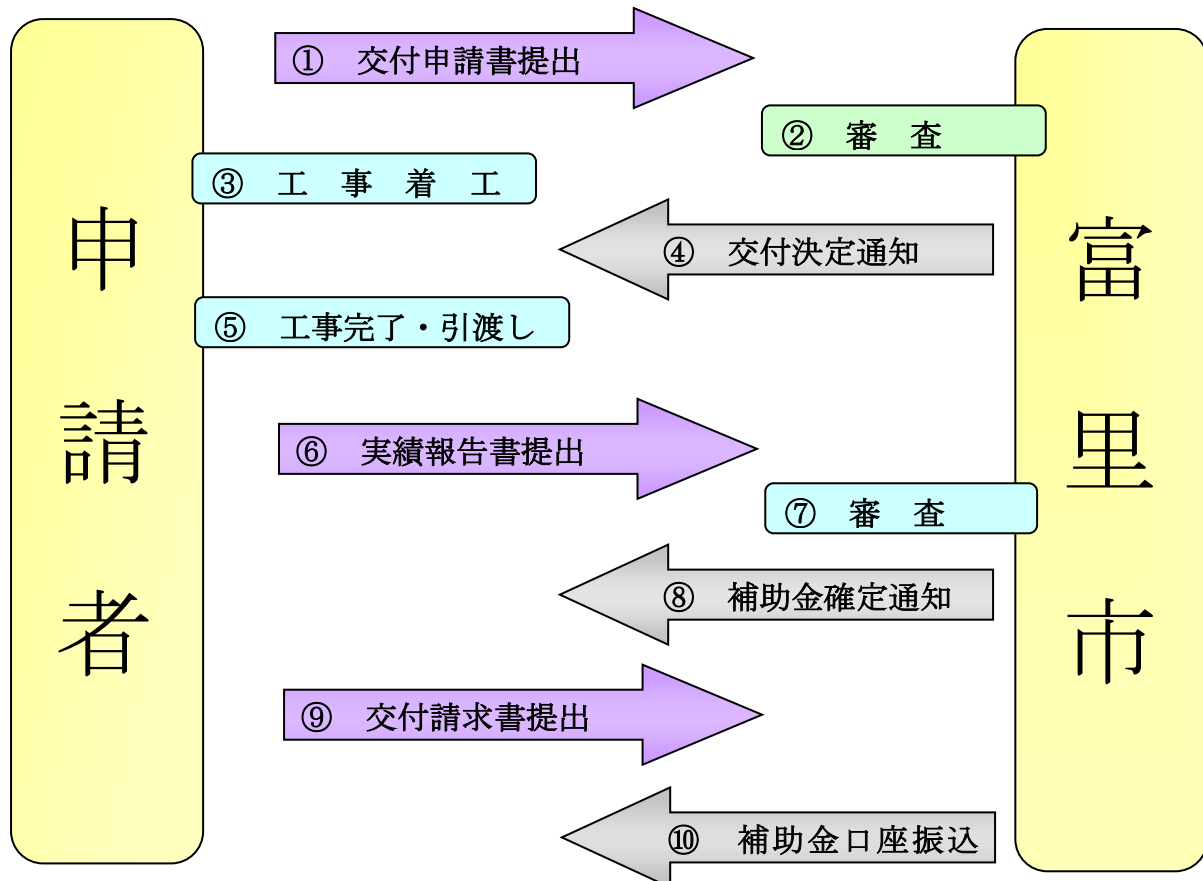 申請者
① 交付申請書提出
② 審 査
③ 工 事 着 工
④ 交付決定通知
⑤ 工事完了・引渡し
⑥ 実績報告書提出
⑦ 審 査
⑧ 補助金確定通知
⑨ 交付請求書提出
⑩ 補助金口座振込
富里市